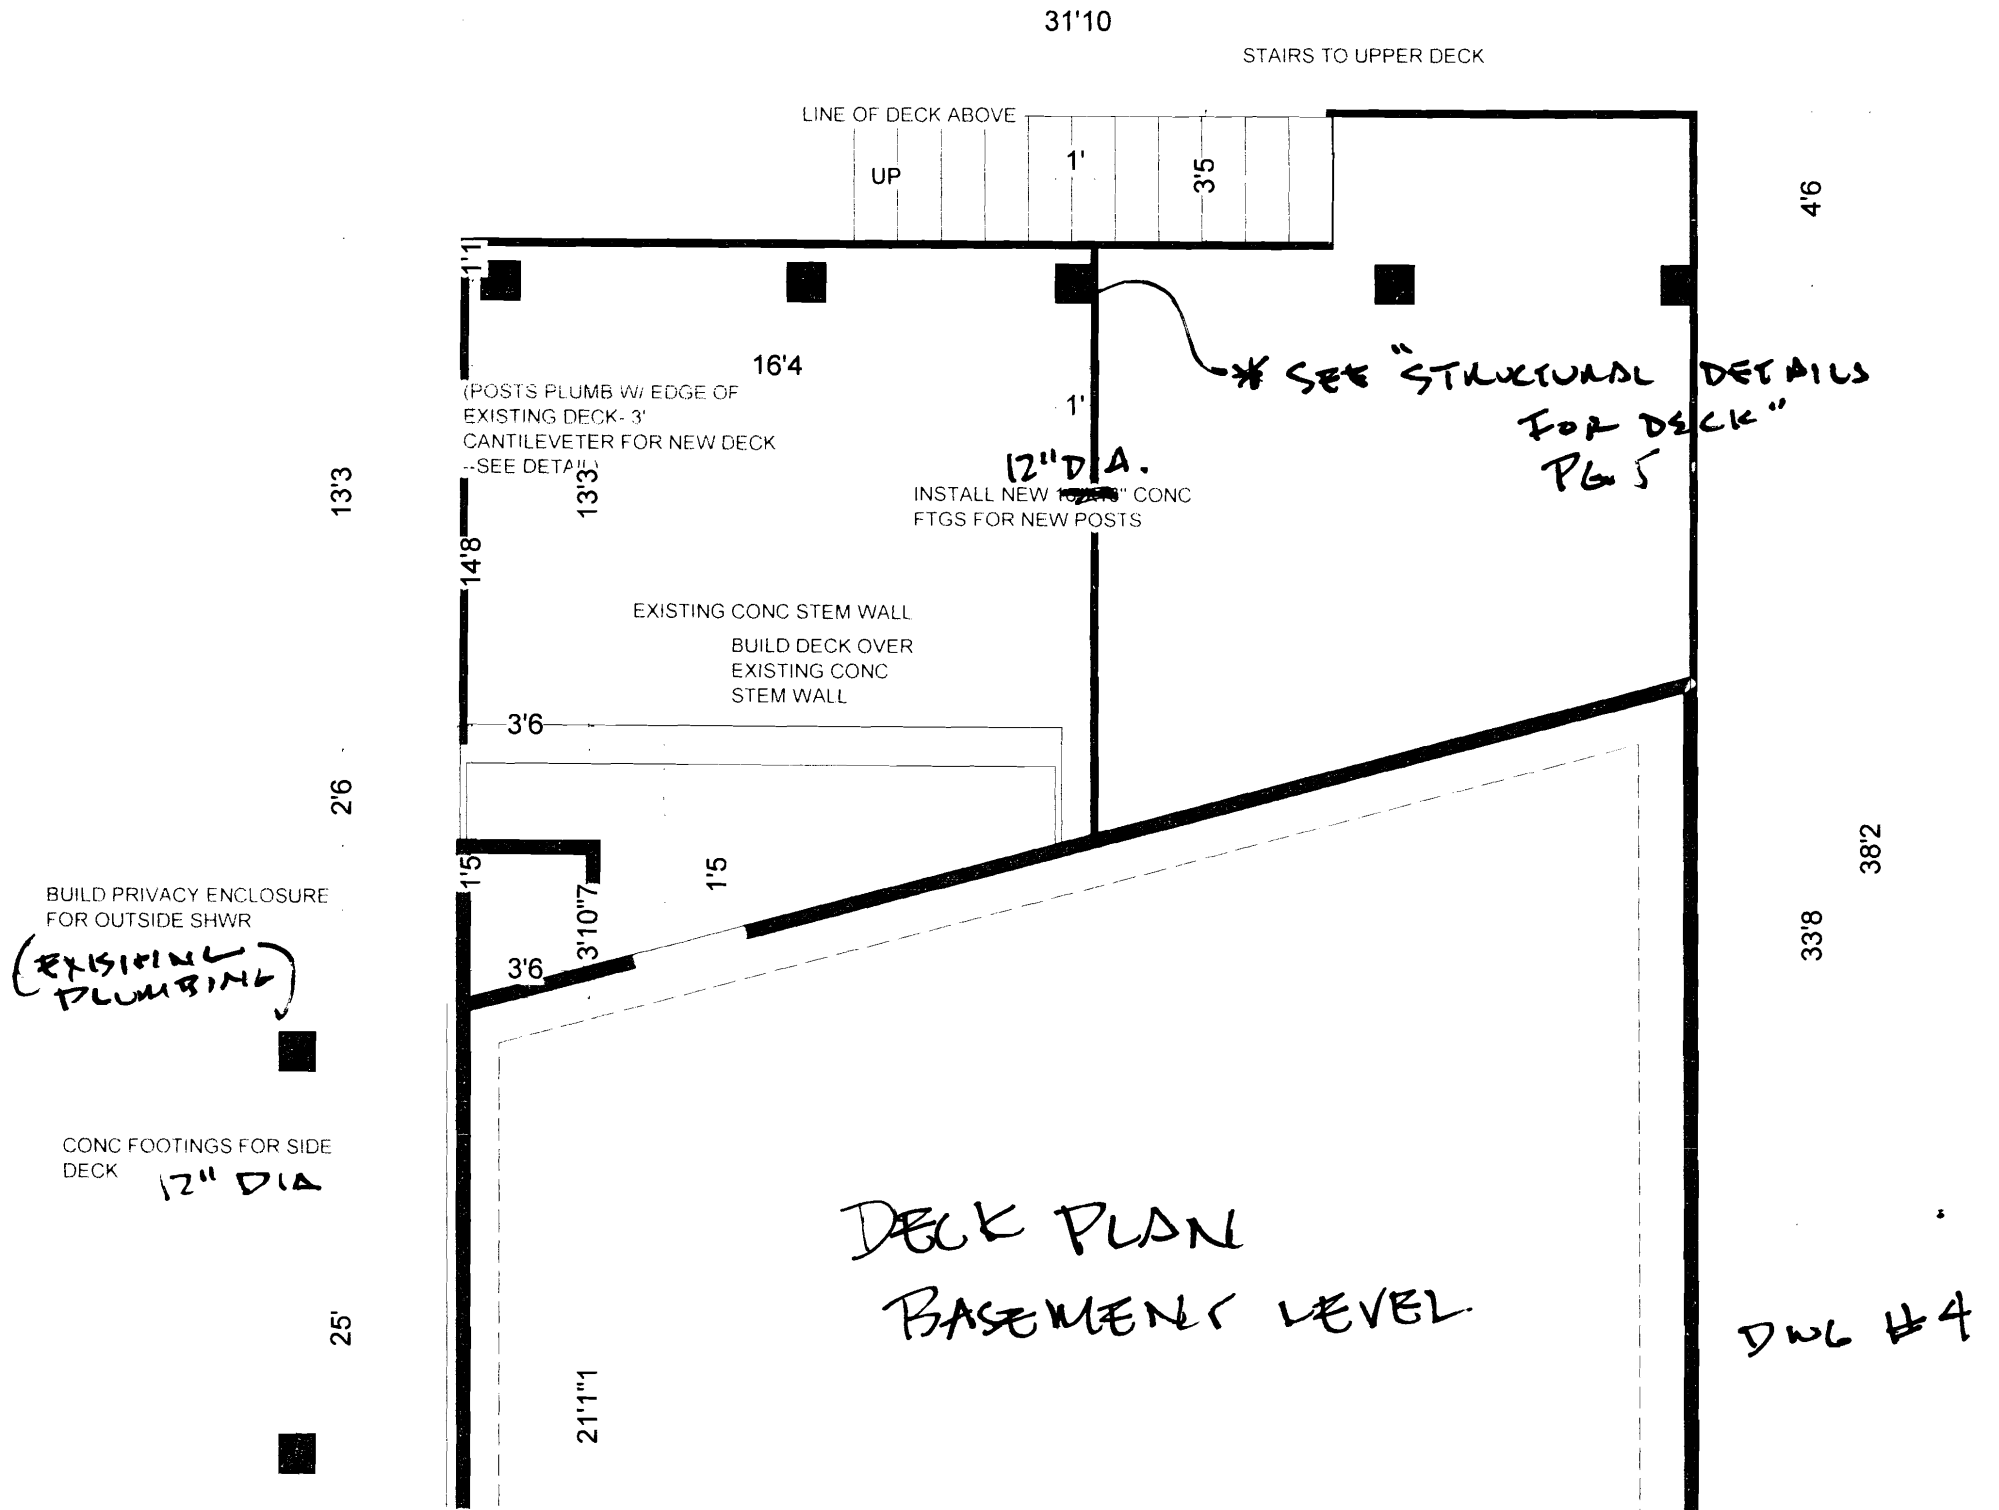 31'10
STAIRS TO UPPER DECK
LINE OF DECK ABOVE
UP
1'
3'5
4'6
1'1
16'4
(POSTS PLUMB W/ EDGE OF
EXISTING DECK- 3'
CANTILEVETER FOR NEW DECK
--SEE DETAIL)
* SEE "STRUCTURAL DETAILS
FOR DECK"
PG. 5
1'
12" DIA.
INSTALL NEW " CONC
FTGS FOR NEW POSTS
13'3
13'3
14'8
EXISTING CONC STEM WALL
BUILD DECK OVER
EXISTING CONC
STEM WALL
3'6
2'6
1'5
1'5
38'2
BUILD PRIVACY ENCLOSURE
FOR OUTSIDE SHWR
(EXISITING
PLUMBING)
3'10"7
3'6
33'8
CONC FOOTINGS FOR SIDE
DECK 12" DIA
DECK PLAN
BASEMENT LEVEL.
25'
21'1"1
DWG #4